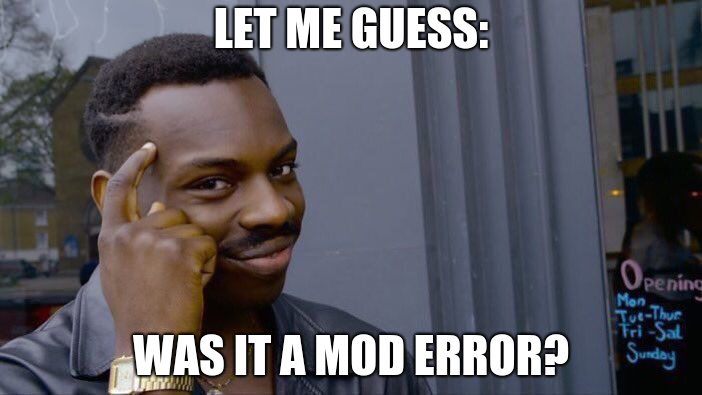 LET ME GUESS:
Opening
Mon
Tue-Thur
Fri-Sat
Sunday
WAS IT A MOD ERROR?